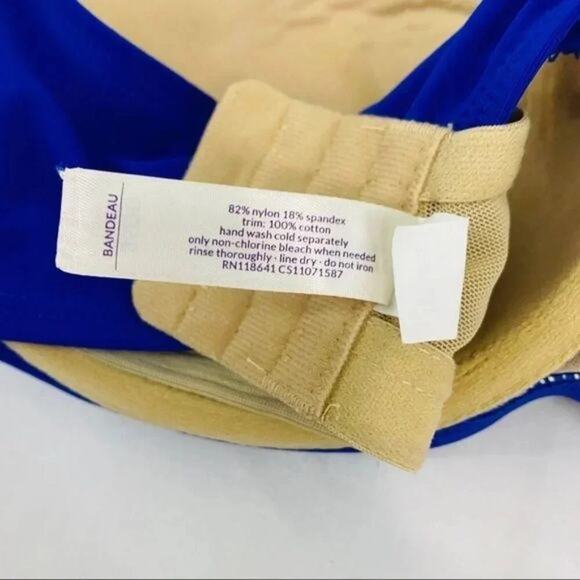 BANDEAU
82% nylon 18% spandex
trim: 100% cotton
hand wash cold separately
only non-chlorine bleach when needed
rinse thoroughly · line dry · do not iron
RN118641 CS11071587